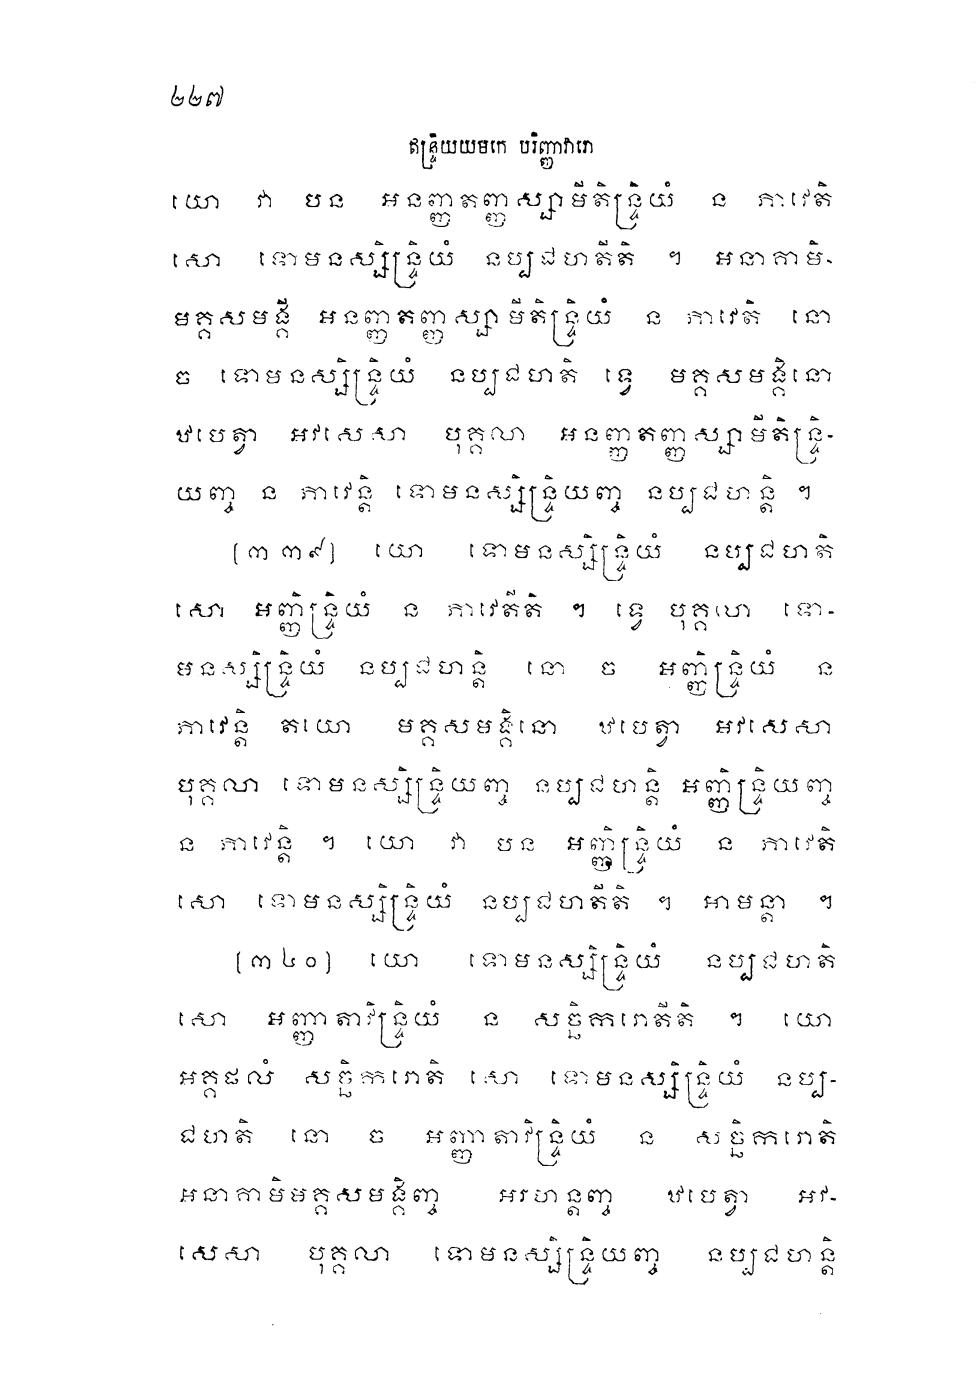 ២២៧
ឥន្ទ្រិយយមកេ បរិញ្ញាវារោ
យោ វា បន អនញ្ញតញ្ញស្សាមីតិន្ទ្រិយំ ន ភាវេតិ
សោ ទោមនស្សិន្ទ្រិយំ នប្បជហតីតិ ។ អនាគាមិ-
មគ្គសមង្គី អនញ្ញតញ្ញស្សាមីតិន្ទ្រិយំ ន ភាវេតិ នោ
ច ទោមនស្សិន្ទ្រិយំ នប្បជហតិ ទ្វេ មគ្គសមង្គិនោ
ឋបេត្វា អវសេសា បុគ្គលា អនញ្ញតញ្ញស្សាមីតិន្ទ្រិ-
យញ្ច ន ភាវេន្តិ ទោមនស្សិន្ទ្រិយញ្ច នប្បជហន្តិ ។
(៣៣៩) យោ ទោមនស្សិន្ទ្រិយំ នប្បជហតិ
សោ អញ្ញិន្ទ្រិយំ ន ភាវេតីតិ ។ ទ្វេ បុគ្គលា ទោ-
មនស្សិន្ទ្រិយំ នប្បជហន្តិ នោ ច អញ្ញិន្ទ្រិយំ ន
ភាវេន្តិ តយោ មគ្គសមង្គិនោ ឋបេត្វា អវសេសា
បុគ្គលា ទោមនស្សិន្ទ្រិយញ្ច នប្បជហន្តិ អញ្ញិន្ទ្រិយញ្ច
ន ភាវេន្តិ ។ យោ វា បន អញ្ញិន្ទ្រិយំ ន ភាវេតិ
សោ ទោមនស្សិន្ទ្រិយំ នប្បជហតីតិ ។ អាមន្តា ។
(៣៤០) យោ ទោមនស្សិន្ទ្រិយំ នប្បជហតិ
សោ អញ្ញាតាវិន្ទ្រិយំ ន សច្ឆិករោតីតិ ។ យោ
អគ្គផលំ សច្ឆិករោតិ សោ ទោមនស្សិន្ទ្រិយំ នប្ប-
ជហតិ នោ ច អញ្ញាតាវិន្ទ្រិយំ ន សច្ឆិករោតិ
អនាគាមិមគ្គសមង្គិញ្ច អរហន្តញ្ច ឋបេត្វា អវ-
សេសា បុគ្គលា ទោមនស្សិន្ទ្រិយញ្ច នប្បជហន្តិ